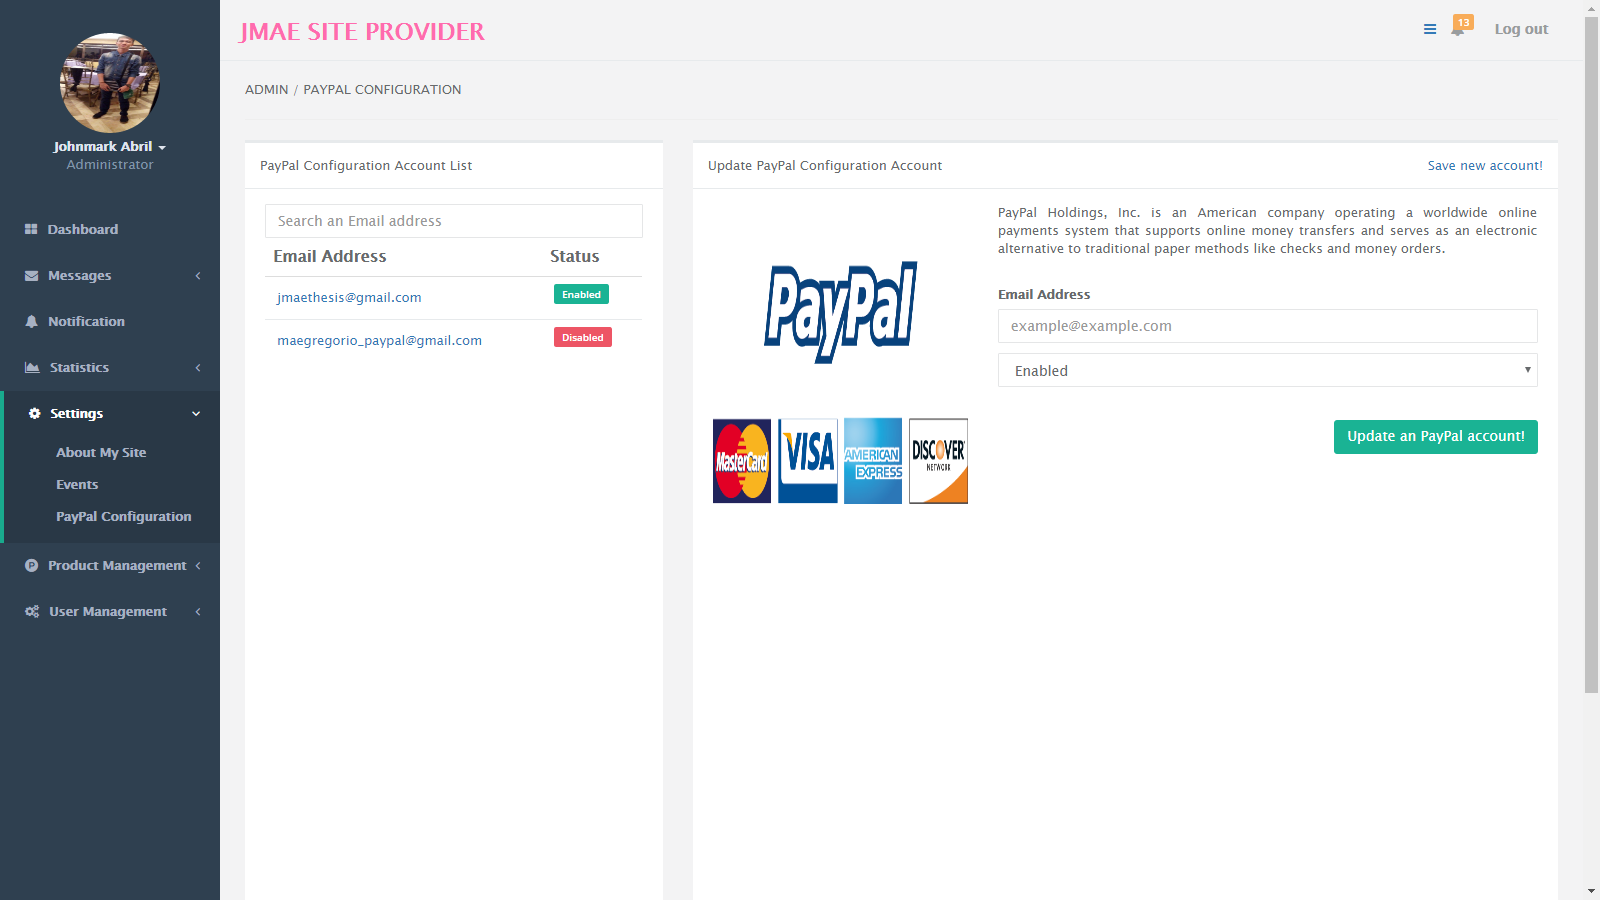 Johnmark Abril
Administrator
Dashboard
Messages
Notification
Statistics
Settings
About My Site
Events
PayPal Configuration
Product Management
User Management
JMAE SITE PROVIDER
13
Log out
ADMIN / PAYPAL CONFIGURATION
PayPal Configuration Account List
Search an Email address
Email Address Status
jmaethesis@gmail.com Enabled
maegregorio_paypal@gmail.com Disabled
Update PayPal Configuration Account
Save new account!
PayPal
MasterCard VISA AMERICAN EXPRESS DISCOVER NETWORK
PayPal Holdings, Inc. is an American company operating a worldwide online
payments system that supports online money transfers and serves as an electronic
alternative to traditional paper methods like checks and money orders.
Email Address
example@example.com
Enabled
Update an PayPal account!